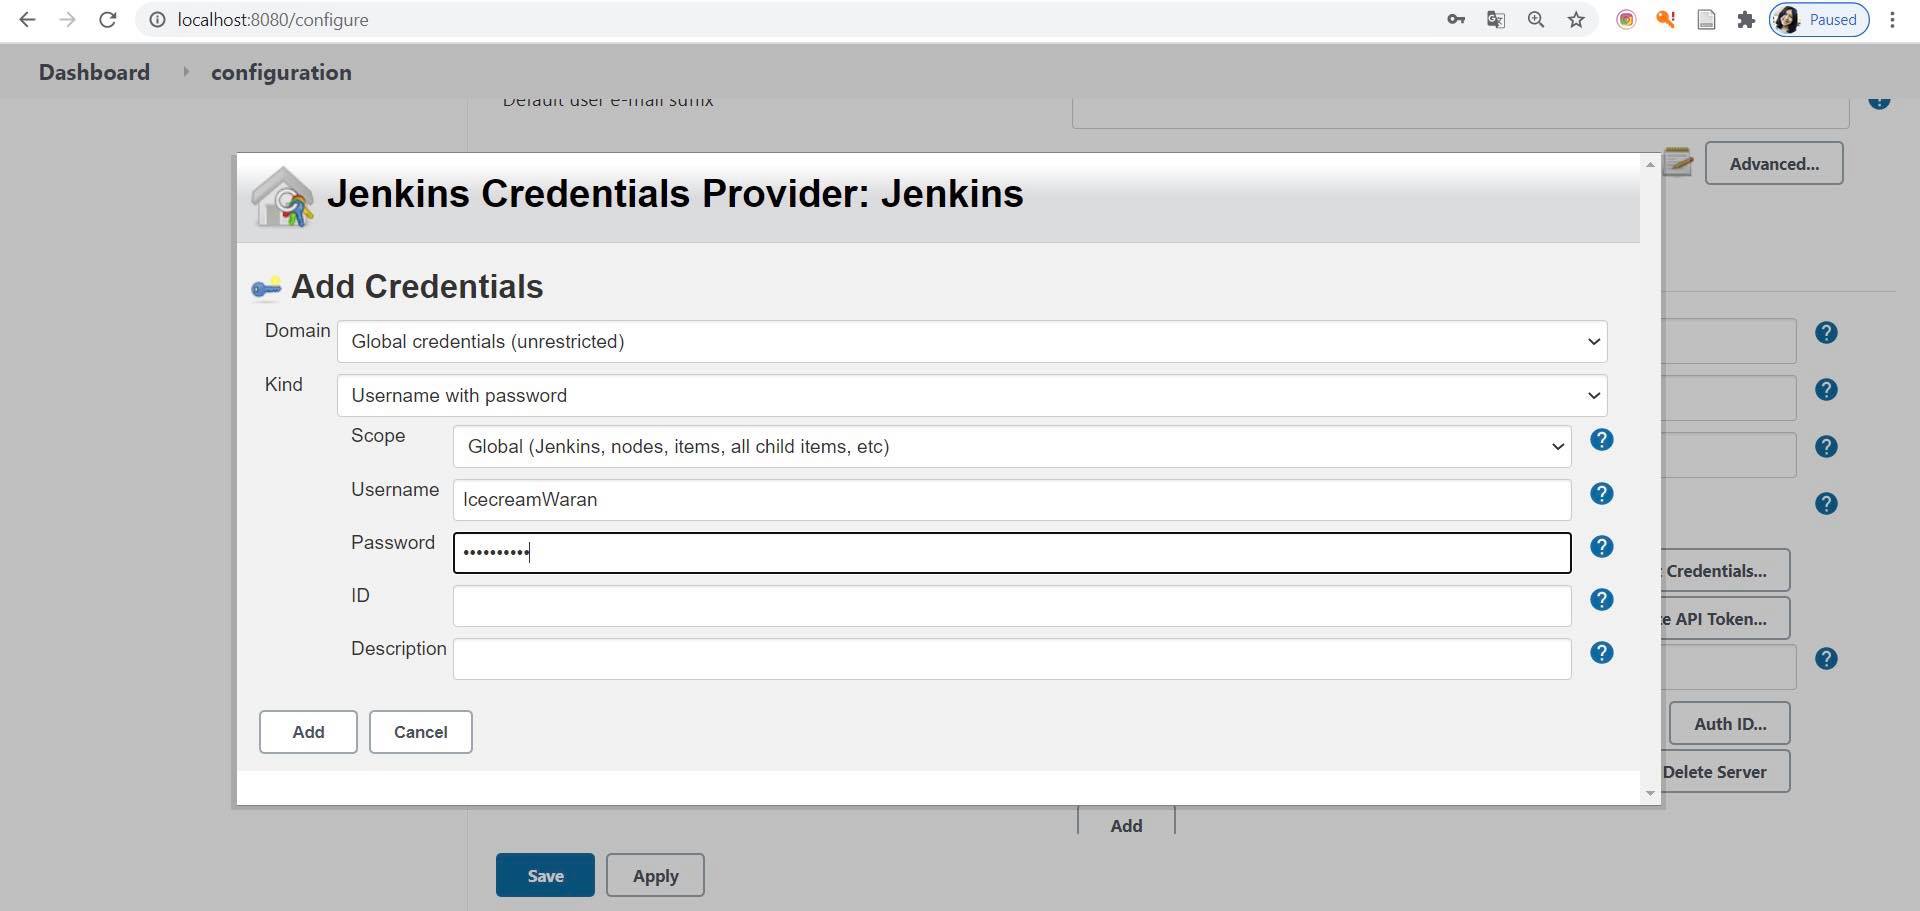 localhost:8080/configure
Paused
Dashboard
configuration
Default user e-mail suffix
Advanced...
Jenkins Credentials Provider: Jenkins
Add Credentials
Domain
Global credentials (unrestricted)
Kind
Username with password
Scope
Global (Jenkins, nodes, items, all child items, etc)
Username
IcecreamWaran
Password
••••••••••
ID
Description
Add
Cancel
Credentials...
API Token...
Auth ID...
Delete Server
Add
Save
Apply